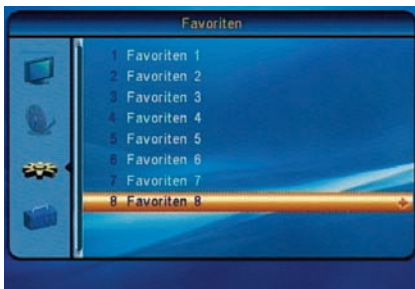 Favoriten
1 Favoriten 1
2 Favoriten 2
3 Favoriten 3
4 Favoriten 4
5 Favoriten 5
6 Favoriten 6
7 Favoriten 7
8 Favoriten 8